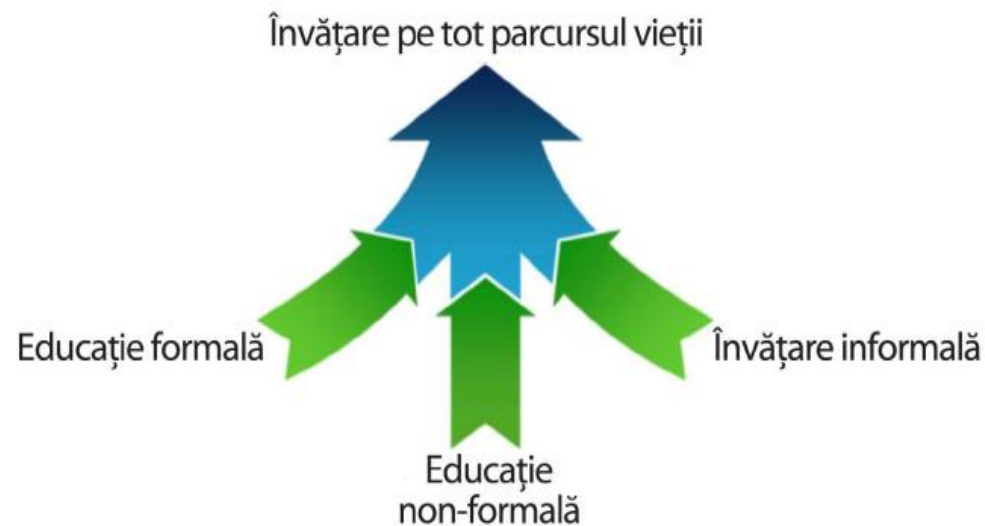 Învățare pe tot parcursul vieții
Educație formală
Învățare informală
Educație
non-formală